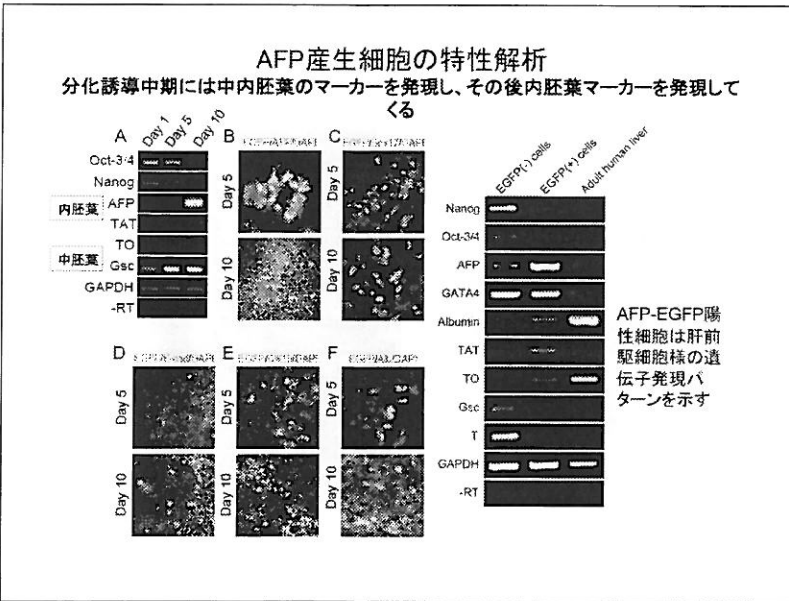 AFP産生細胞の特性解析
分化誘導中期には中内胚葉のマーカーを発現し、その後内胚葉マーカーを発現して
くる
A
Day 1
Day 5
Day 10
Oct-3/4
Nanog
内胚葉
AFP
TAT
TO
中胚葉
Gsc
GAPDH
-RT
B
Day 5
Day 10
C
Day 5
Day 10
D
Day 5
Day 10
E
Day 5
Day 10
F
EGFP/Alb/DAPI
Day 5
Day 10
EGFP(-) cells
EGFP(+) cells
Adult human liver
Nanog
Oct-3/4
AFP
GATA4
Albumin
TAT
TO
Gsc
T
GAPDH
-RT
AFP-EGFP陽
性細胞は肝前
駆細胞様の遺
伝子発現パ
ターンを示す